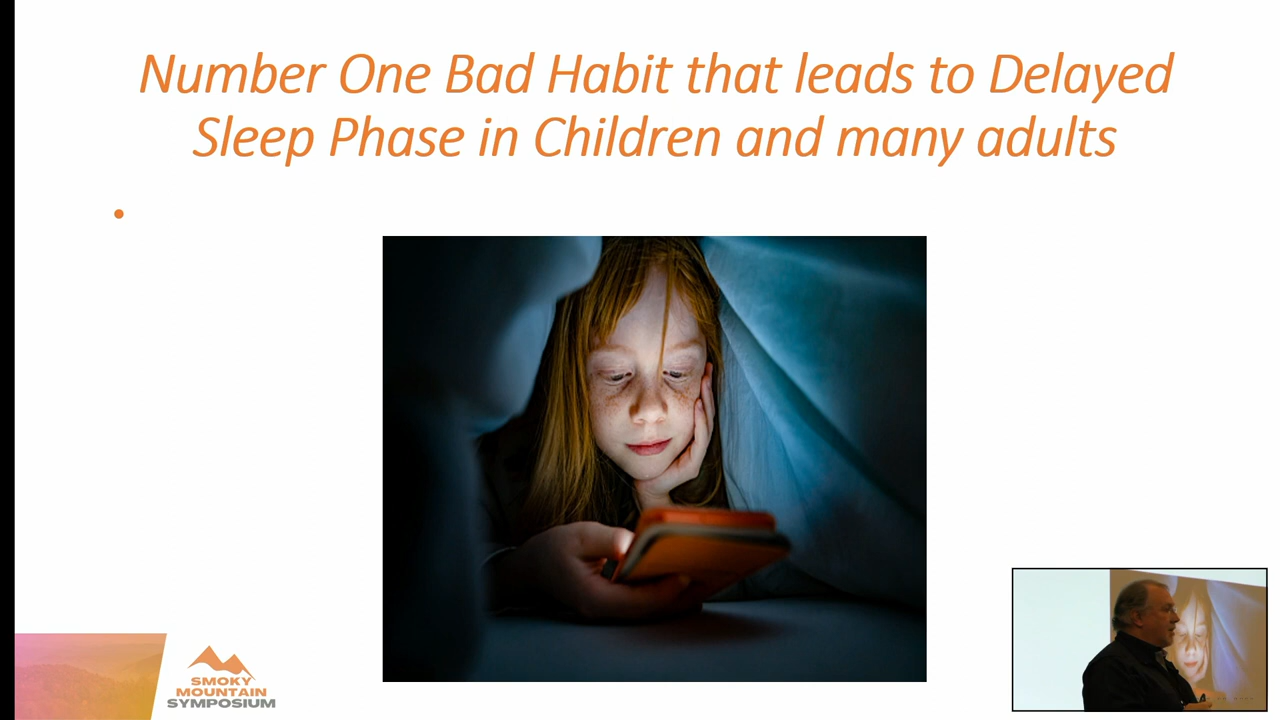 Number One Bad Habit that leads to Delayed
Sleep Phase in Children and many adults
SMOKY
MOUNTAIN
SYMPOSIUM